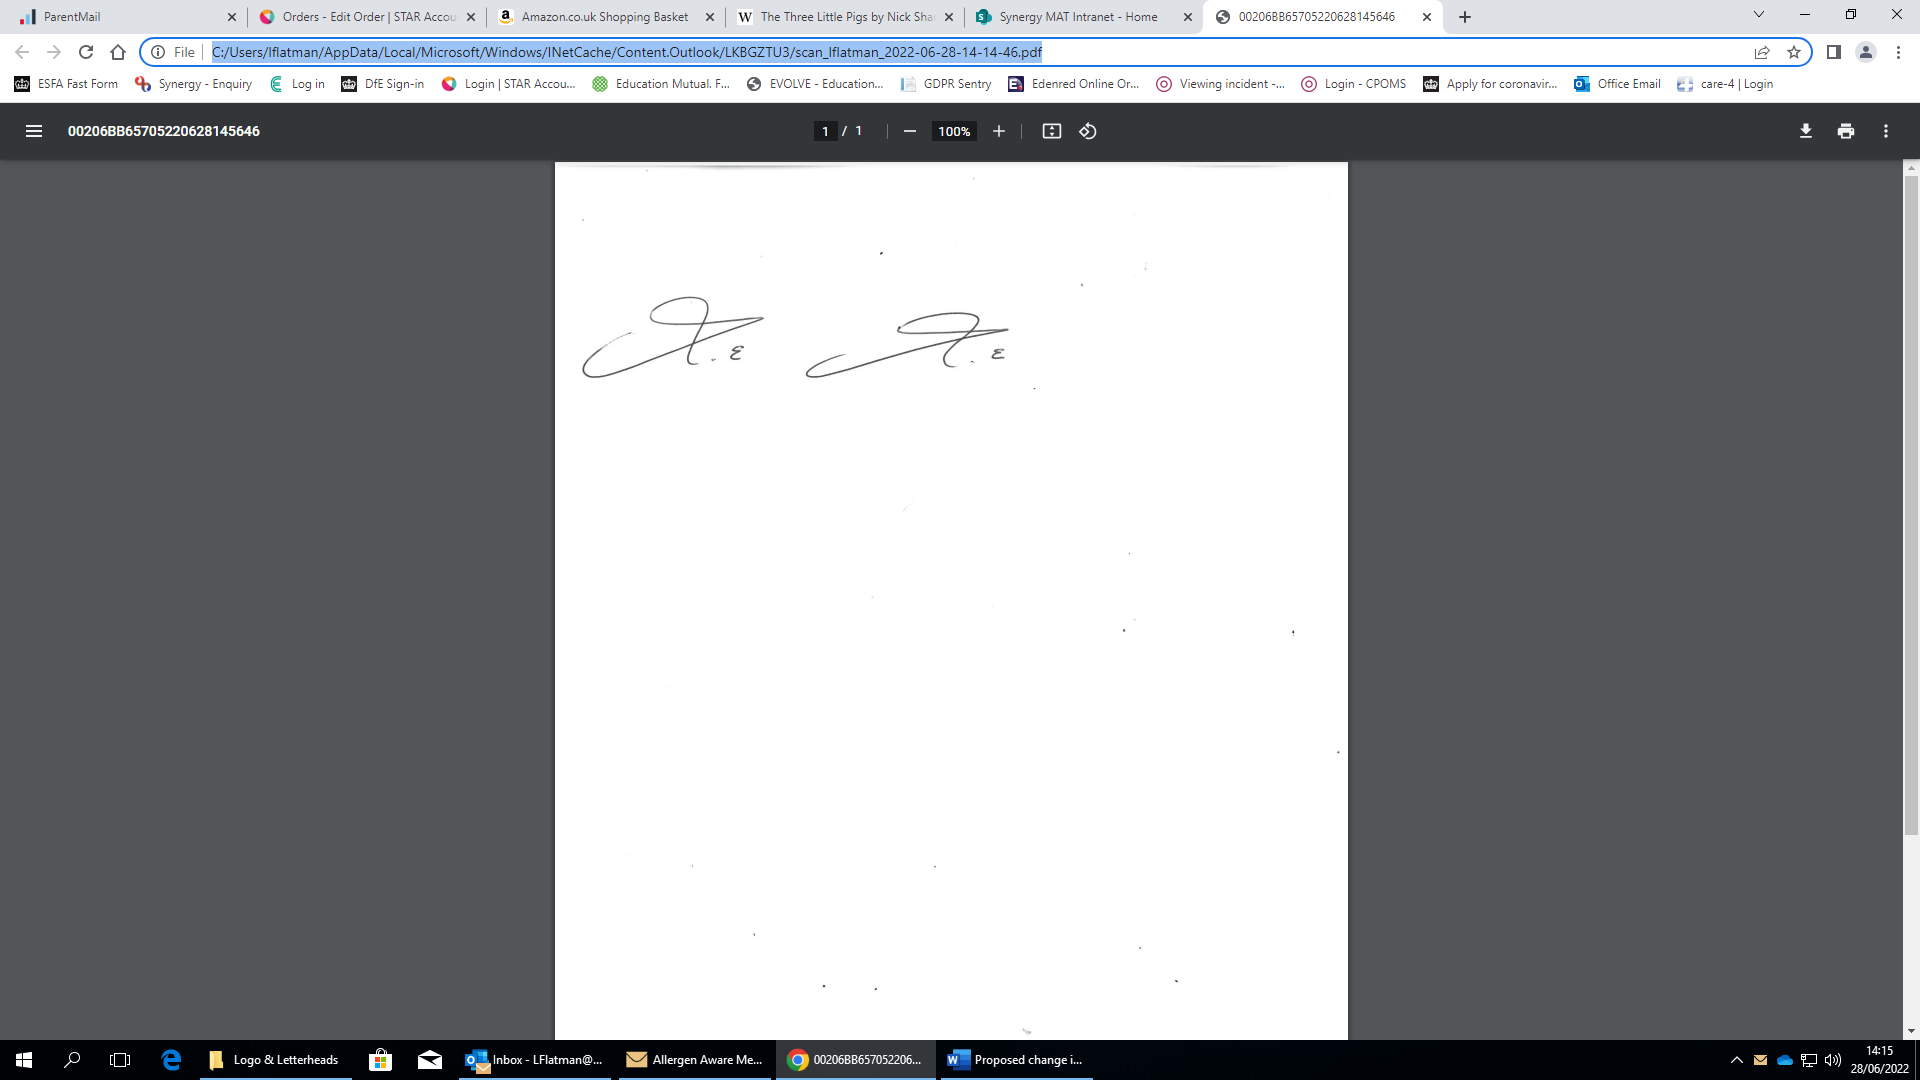 ParentMail
Orders - Edit Order | STAR Accou
Amazon.co.uk Shopping Basket
The Three Little Pigs by Nick Sha
Synergy MAT Intranet - Home
00206BB65705220628145646
File
C:/Users/lflatman/AppData/Local/Microsoft/Windows/INetCache/Content.Outlook/LKBGZTU3/scan_lflatman_2022-06-28-14-14-46.pdf
ESFA Fast Form
Synergy - Enquiry
Log in
DfE Sign-in
Login | STAR Accou...
Education Mutual. F...
EVOLVE - Education...
GDPR Sentry
Edenred Online Or...
Viewing incident -...
Login - CPOMS
Apply for coronavir...
Office Email
care-4 | Login
00206BB65705220628145646
1 / 1
100%
Logo & Letterheads
Inbox - LFlatman@...
Allergen Aware Me...
00206BB657052206...
Proposed change i...
14:15
28/06/2022